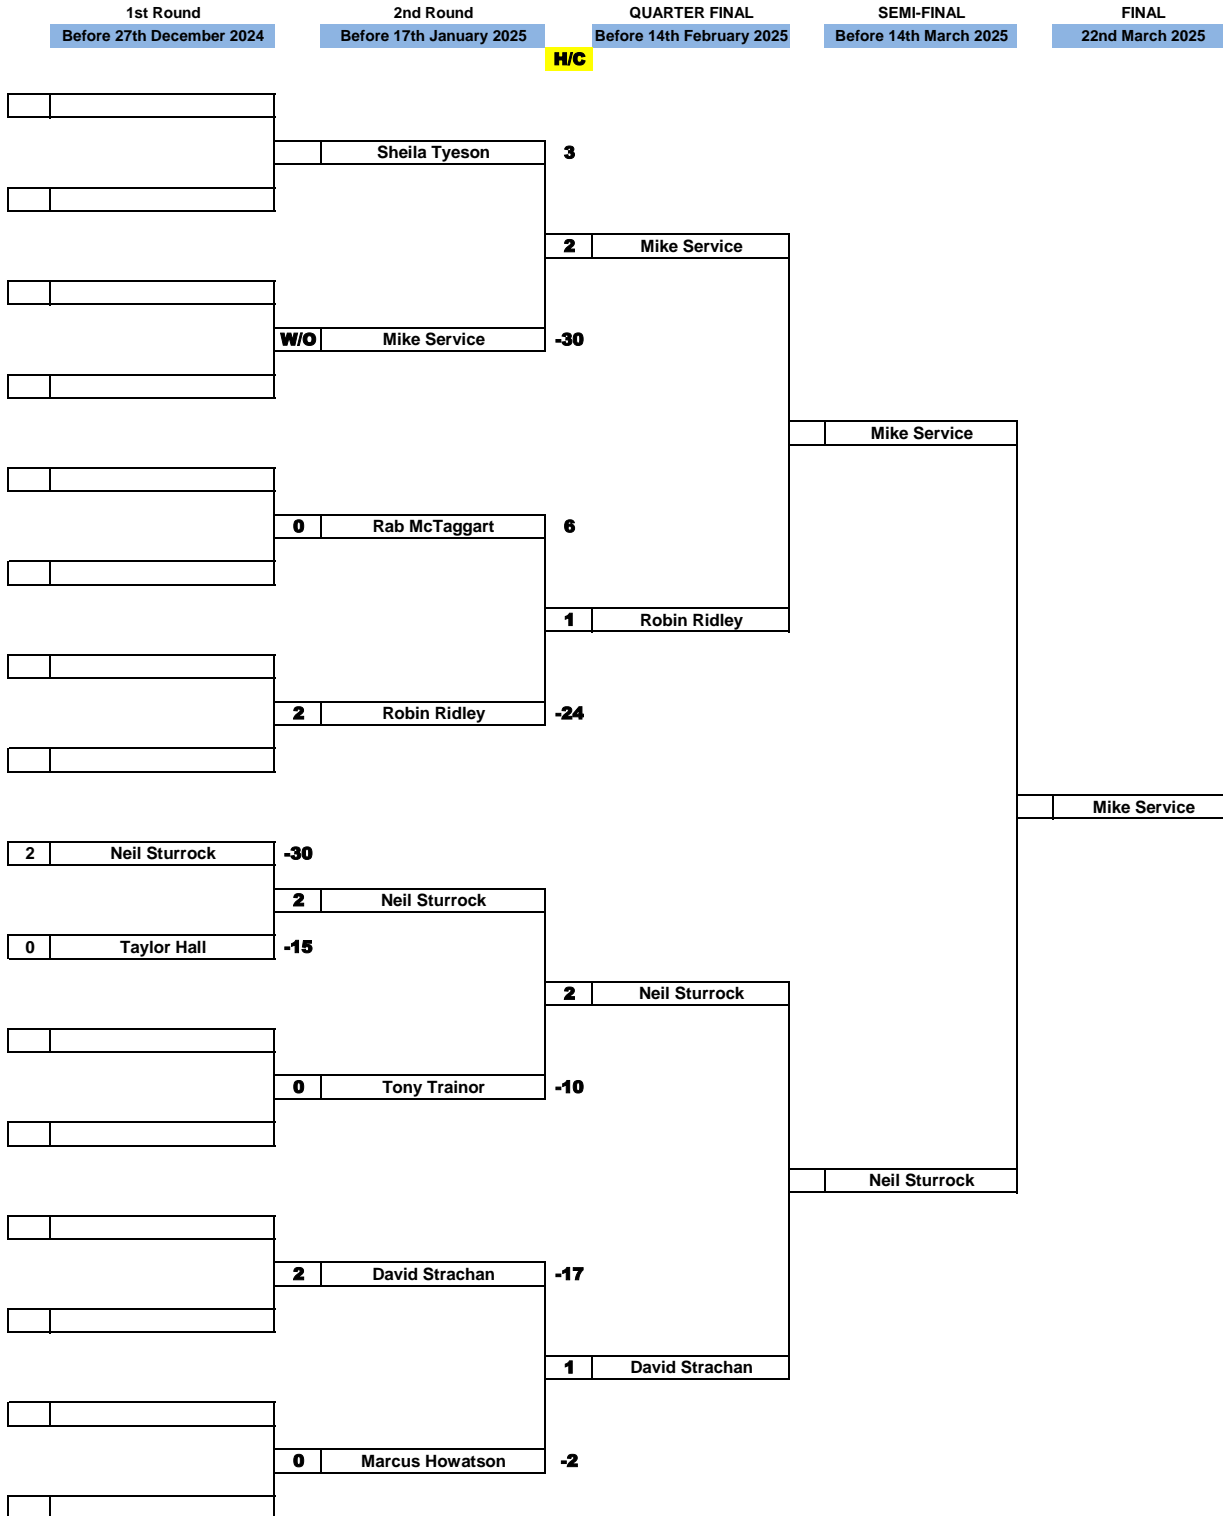 1st Round 2nd Round QUARTER FINAL SEMI-FINAL FINAL
Before 27th December 2024 Before 17th January 2025 Before 14th February 2025 Before 14th March 2025 22nd March 2025
H/C
Sheila Tyeson 3
2 Mike Service
W/O Mike Service -30
Mike Service
0 Rab McTaggart 6
1 Robin Ridley
2 Robin Ridley -24
Mike Service
2 Neil Sturrock -30
2 Neil Sturrock
0 Taylor Hall -15
2 Neil Sturrock
0 Tony Trainor -10
Neil Sturrock
2 David Strachan -17
1 David Strachan
0 Marcus Howatson -2